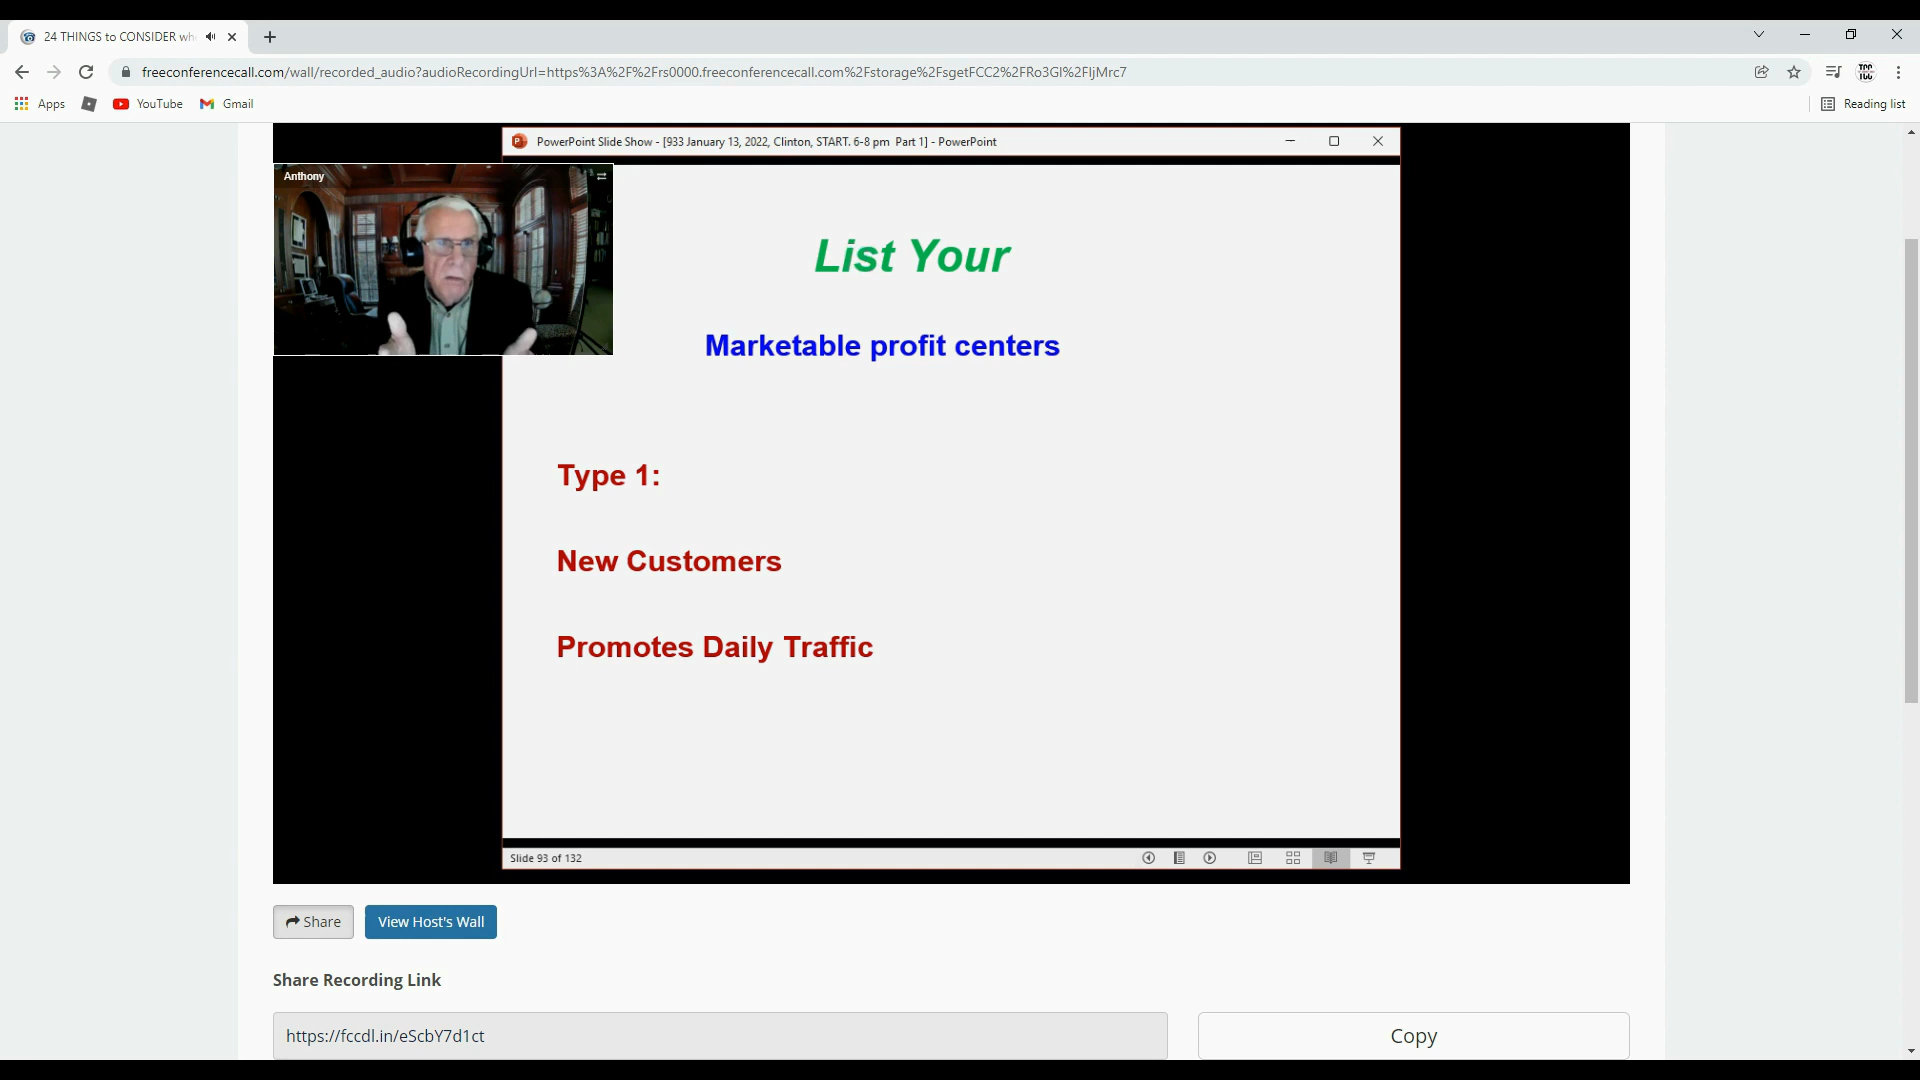 24 THINGS to CONSIDER wh
freeconferencecall.com/wall/recorded_audio?audioRecordingUrl=https%3A%2F%2Frs0000.freeconferencecall.com%2Fstorage%2FsgetFCC2%2FRo3GI%2FIjMrc7
Apps YouTube Gmail Reading list
PowerPoint Slide Show - [933 January 13, 2022, Clinton, START. 6-8 pm Part 1] - PowerPoint
Anthony
List Your
Marketable profit centers
Type 1:
New Customers
Promotes Daily Traffic
Slide 93 of 132
Share View Host's Wall
Share Recording Link
https://fccdl.in/eScbY7d1ct Copy